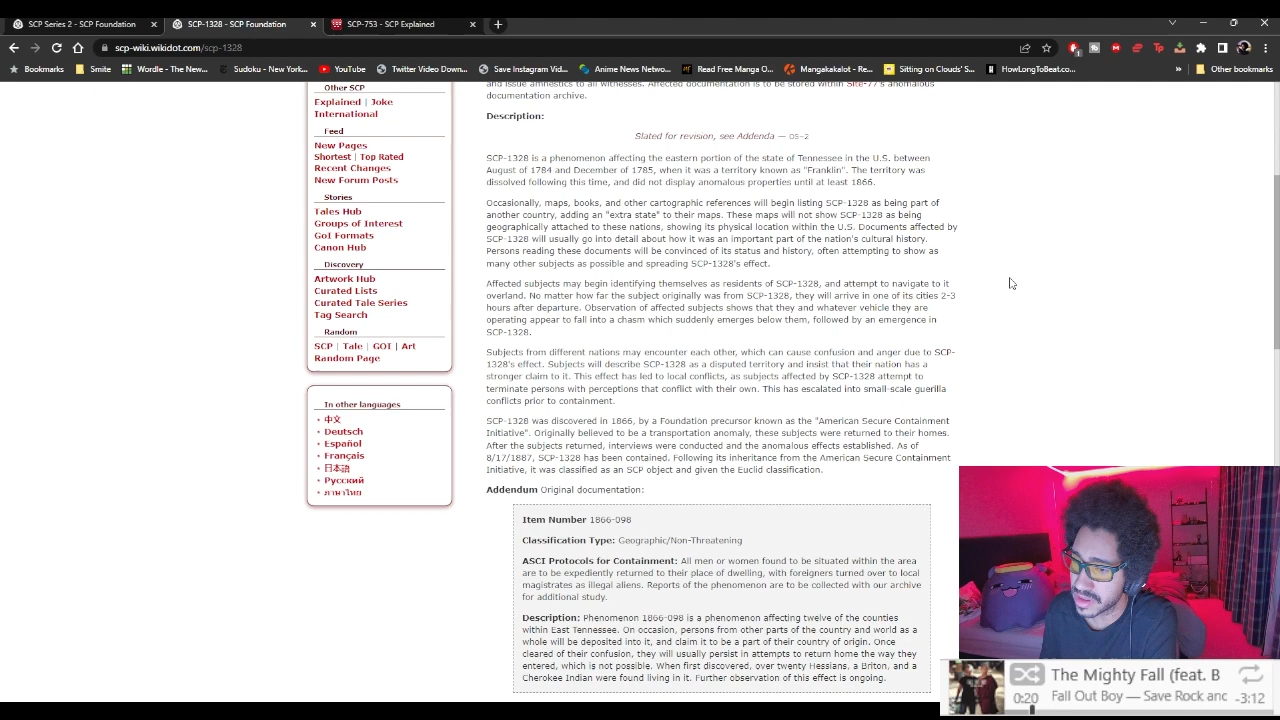 SCP Series 2 - SCP Foundation
SCP-1328 - SCP Foundation
SCP-753 - SCP Explained
scp-wiki.wikidot.com/scp-1328
Bookmarks
Smite
Wordle - The New...
Sudoku - New York...
YouTube
Twitter Video Down...
Save Instagram Vid...
Anime News Netwo...
Read Free Manga O...
Mangakakalot - Re...
Sitting on Clouds' S...
HowLongToBeat.co...
»
Other bookmarks
Other SCP
Explained | Joke
International
Feed
New Pages
Shortest | Top Rated
Recent Changes
New Forum Posts
Stories
Tales Hub
Groups of Interest
GoI Formats
Canon Hub
Discovery
Artwork Hub
Curated Lists
Curated Tale Series
Tag Search
Random
SCP | Tale | GOI | Art
Random Page
In other languages
中文
Deutsch
Español
Français
日本語
Русский
ภาษาไทย
and issue amnestics to all witnesses. Affected documentation is to be stored within Site-77's anomalous
documentation archive.
Description:
Slated for revision, see Addenda — O5-2
SCP-1328 is a phenomenon affecting the eastern portion of the state of Tennessee in the U.S. between
August of 1784 and December of 1785, when it was a territory known as "Franklin". The territory was
dissolved following this time, and did not display anomalous properties until at least 1866.
Occasionally, maps, books, and other cartographic references will begin listing SCP-1328 as being part of
another country, adding an "extra state" to their maps. These maps will not show SCP-1328 as being
geographically attached to these nations, showing its physical location within the U.S. Documents affected by
SCP-1328 will usually go into detail about how it was an important part of the nation's cultural history.
Persons reading these documents will be convinced of its status and history, often attempting to show as
many other subjects as possible and spreading SCP-1328's effect.
Affected subjects may begin identifying themselves as residents of SCP-1328, and attempt to navigate to it
overland. No matter how far the subject originally was from SCP-1328, they will arrive in one of its cities 2-3
hours after departure. Observation of affected subjects shows that they and whatever vehicle they are
operating appear to fall into a chasm which suddenly emerges below them, followed by an emergence in
SCP-1328.
Subjects from different nations may encounter each other, which can cause confusion and anger due to SCP-
1328's effect. Subjects will describe SCP-1328 as a disputed territory and insist that their nation has a
stronger claim to it. This effect has led to local conflicts, as subjects affected by SCP-1328 attempt to
terminate persons with perceptions that conflict with their own. This has escalated into small-scale guerilla
conflicts prior to containment.
SCP-1328 was discovered in 1866, by a Foundation precursor known as the "American Secure Containment
Initiative". Originally believed to be a transportation anomaly, these subjects were returned to their homes.
After the subjects returned, interviews were conducted and the anomalous effects established. As of
8/17/1887, SCP-1328 has been contained. Following its inheritance from the American Secure Containment
Initiative, it was classified as an SCP object and given the Euclid classification.
Addendum Original documentation:
Item Number 1866-098
Classification Type: Geographic/Non-Threatening
ASCI Protocols for Containment: All men or women found to be situated within the area
are to be expediently returned to their place of dwelling, with foreigners turned over to local
magistrates as illegal aliens. Reports of the phenomenon are to be collected with our archive
for additional study.
Description: Phenomenon 1866-098 is a phenomenon affecting twelve of the counties
within East Tennessee. On occasion, persons from other parts of the country and world as a
whole will be deposited into it, and claim it to be a part of their country of origin. Once
cleared of their confusion, they will usually persist in attempts to return home the way they
entered, which is not possible. When first discovered, over twenty Hessians, a Briton, and a
Cherokee Indian were found living in it. Further observation of this effect is ongoing.
The Mighty Fall (feat. B
0:20
Fall Out Boy — Save Rock anc
-3:12